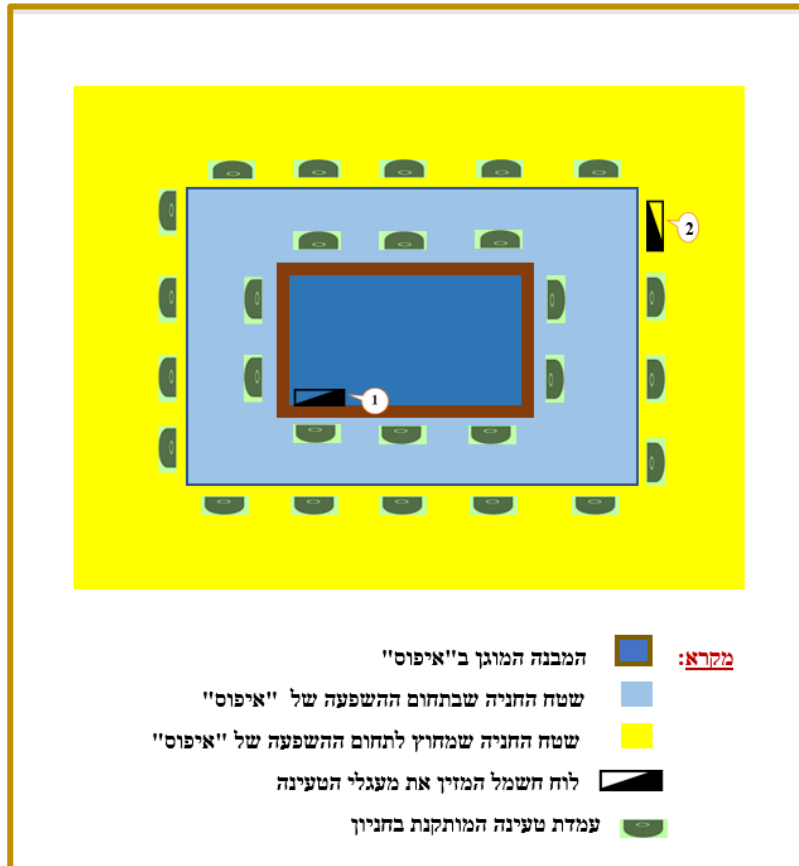 2
1
מקרא: המבנה המוגן ב"איפוס"
שטח החניה שבתחום ההשפעה של "איפוס"
שטח החניה שמחוץ לתחום ההשפעה של "איפוס"
לוח חשמל המזין את מעגלי הטעינה
עמדת טעינה המותקנת בחניון